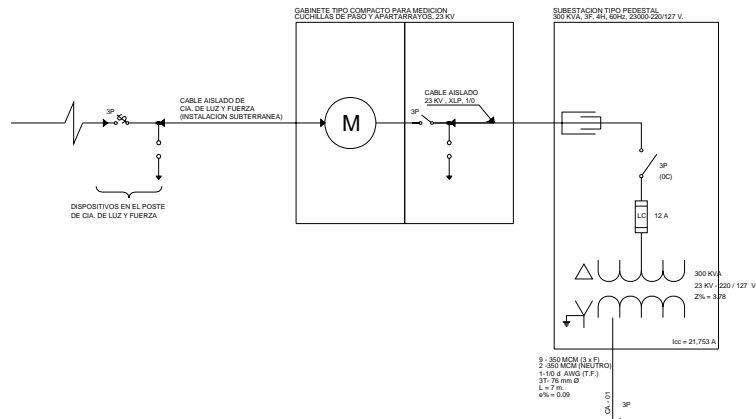 GABINETE TIPO COMPACTO PARA MEDICION
CUCHILLAS DE PASO Y APARTARRAYOS, 23 KV
SUBESTACION TIPO PEDESTAL
300 KVA, 3F, 4H, 60Hz, 23000-220/127 V.
3P
CABLE AISLADO DE
CIA. DE LUZ Y FUERZA
(INSTALACION SUBTERRANEA)
M
3P
CABLE AISLADO
23 KV , XLP, 1/0
3P
(0C)
LC
12 A
DISPOSITIVOS EN EL POSTE
DE CIA. DE LUZ Y FUERZA
300 KVA
23 KV - 220 / 127 V
Z% = 3.78
Icc = 21,753 A
9 - 350 MCM (3 x F)
2 -350 MCM (NEUTRO)
1-1/0 d AWG (T.F.)
3T- 76 mm Ø
L = 7 m.
e% = 0.09
CA - 01
3P